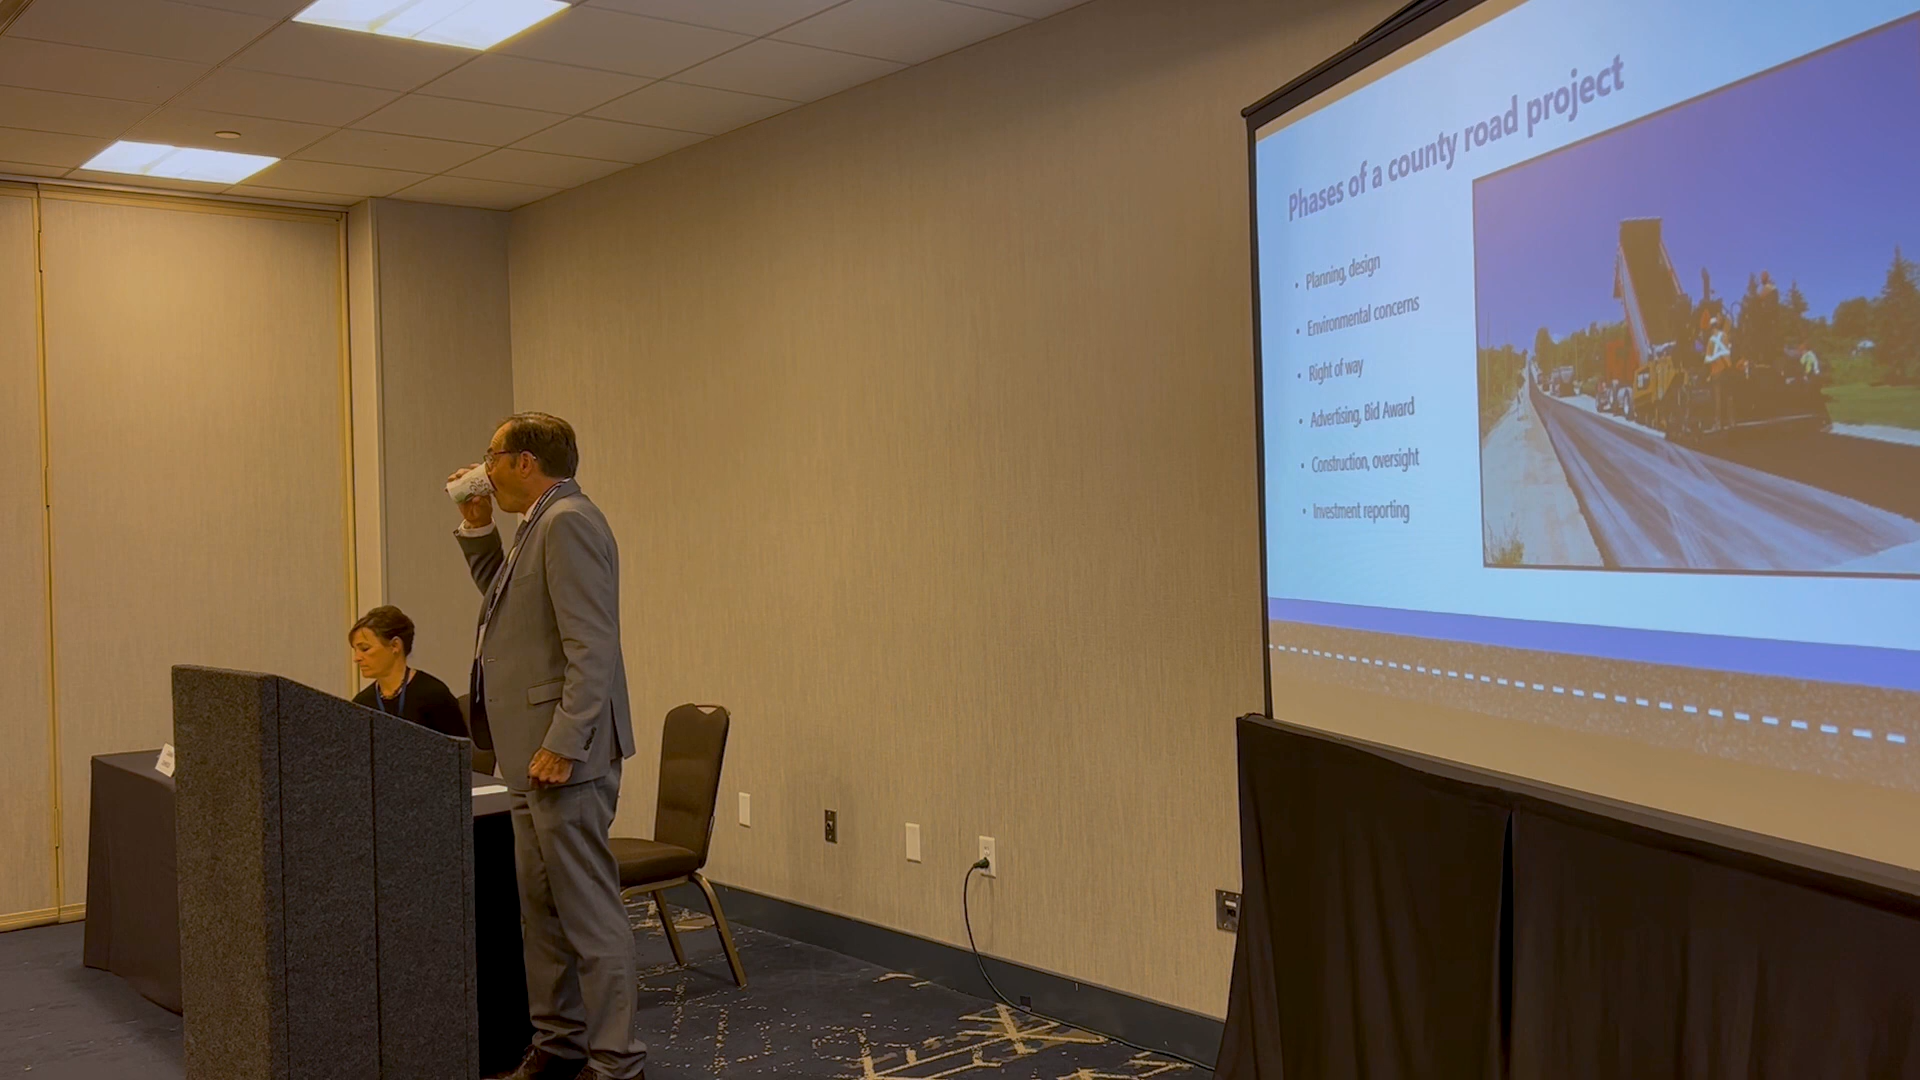 Phases of a county road project
• Planning, design
• Environmental concerns
• Right of way
• Advertising, Bid Award
• Construction, oversight
• Investment reporting